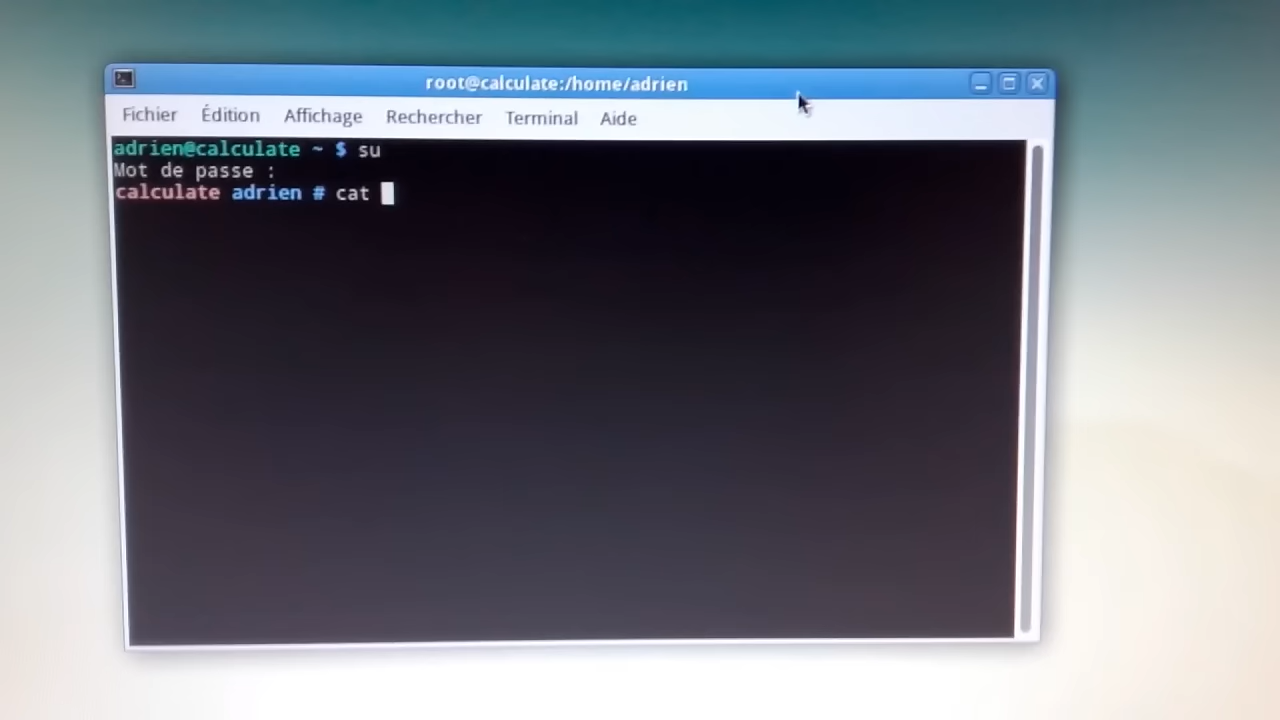 root@calculate:/home/adrien
Fichier Édition Affichage Rechercher Terminal Aide
adrien@calculate ~ $ su
Mot de passe :
calculate adrien # cat